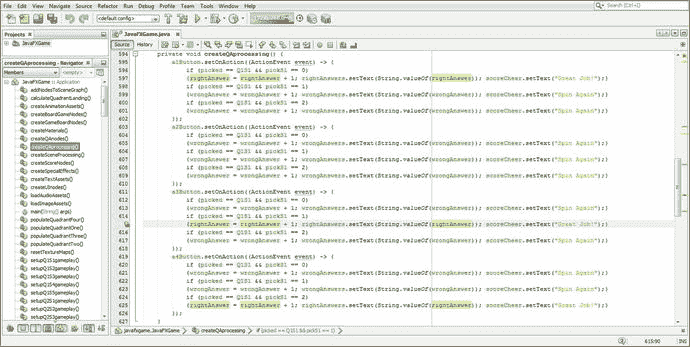 File Edit View Navigate Source Refactor Run Debug Profile Team Tools Window Help
Search (Ctrl+I)
<default config>
Projects
JavaFXGame
createQAprocessing - Navigator
Members
<empty>
JavaFXGame
addNodesToSceneGraph()
calculateQuadrantLanding()
createAnimationAssets()
createBoardGameNodes()
createGameBoardNodes()
createMaterials()
createQAnodes()
createQAprocessing()
createSceneProcessing()
createSceneNodes()
createSpecialEffects()
createTextAssets()
createUInodes()
loadAudioAssets()
loadImageAssets()
main(String[] args)
populateQuadrantFour()
populateQuadrantOne()
populateQuadrantThree()
populateQuadrantTwo()
resetTextureMaps()
setupQ1S1gameplay()
setupQ1S2gameplay()
setupQ1S3gameplay()
setupQ1S4gameplay()
setupQ1S5gameplay()
JavaFXGame.java
Source History
594 private void createQAprocessing() {
595 a1Button.setOnAction((ActionEvent event) -> {
596 if (picked == Q1S1 && pickS1 == 0)
597 {rightAnswer = rightAnswer + 1; rightAnswers.setText(String.valueOf(rightAnswer)); scoreCheer.setText("Great Job!");}
598 if (picked == Q1S1 && pickS1 == 1)
599 {wrongAnswer = wrongAnswer + 1; wrongAnswers.setText(String.valueOf(wrongAnswer)); scoreCheer.setText("Spin Again");}
600 if (picked == Q1S1 && pickS1 == 2)
601 {wrongAnswer = wrongAnswer + 1; wrongAnswers.setText(String.valueOf(wrongAnswer)); scoreCheer.setText("Spin Again");}
602 });
603 a2Button.setOnAction((ActionEvent event) -> {
604 if (picked == Q1S1 && pickS1 == 0)
605 {wrongAnswer = wrongAnswer + 1; wrongAnswers.setText(String.valueOf(wrongAnswer)); scoreCheer.setText("Spin Again");}
606 if (picked == Q1S1 && pickS1 == 1)
607 {wrongAnswer = wrongAnswer + 1; wrongAnswers.setText(String.valueOf(wrongAnswer)); scoreCheer.setText("Spin Again");}
608 if (picked == Q1S1 && pickS1 == 2)
609 {wrongAnswer = wrongAnswer + 1; wrongAnswers.setText(String.valueOf(wrongAnswer)); scoreCheer.setText("Spin Again");}
610 });
611 a3Button.setOnAction((ActionEvent event) -> {
612 if (picked == Q1S1 && pickS1 == 0)
613 {wrongAnswer = wrongAnswer + 1; wrongAnswers.setText(String.valueOf(wrongAnswer)); scoreCheer.setText("Spin Again");}
614 if (picked == Q1S1 && pickS1 == 1)
{rightAnswer = rightAnswer + 1; rightAnswers.setText(String.valueOf(rightAnswer)); scoreCheer.setText("Great Job!");}
616 if (picked == Q1S1 && pickS1 == 2)
617 {wrongAnswer = wrongAnswer + 1; wrongAnswers.setText(String.valueOf(wrongAnswer)); scoreCheer.setText("Spin Again");}
618 });
619 a4Button.setOnAction((ActionEvent event) -> {
620 if (picked == Q1S1 && pickS1 == 0)
621 {wrongAnswer = wrongAnswer + 1; wrongAnswers.setText(String.valueOf(wrongAnswer)); scoreCheer.setText("Spin Again");}
622 if (picked == Q1S1 && pickS1 == 1)
623 {wrongAnswer = wrongAnswer + 1; wrongAnswers.setText(String.valueOf(wrongAnswer)); scoreCheer.setText("Spin Again");}
624 if (picked == Q1S1 && pickS1 == 2)
625 {rightAnswer = rightAnswer + 1; rightAnswers.setText(String.valueOf(rightAnswer)); scoreCheer.setText("Great Job!");}
626 });
627
javafxgame.JavaFXGame
createQAprocessing
if (picked == Q1S1 && pickS1 == 1)
615:90
INS